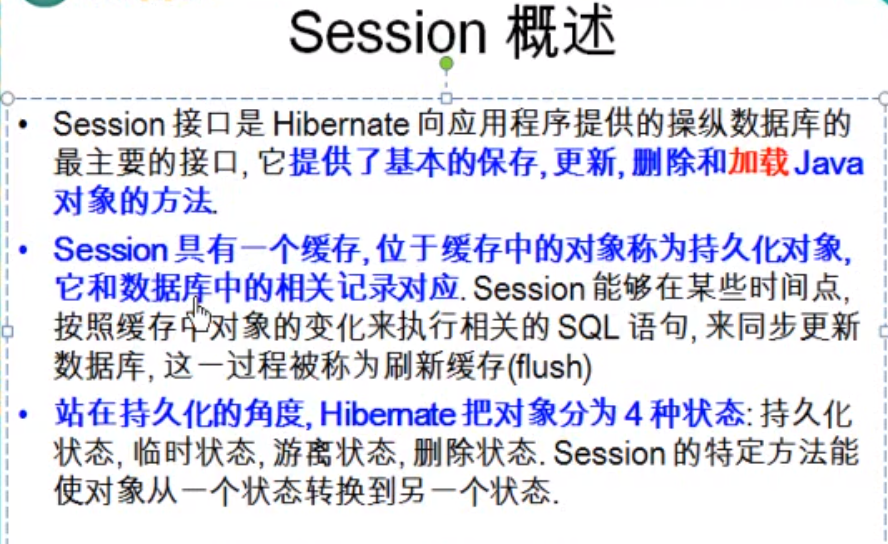 Session 概述
• Session 接口是 Hibernate 向应用程序提供的操纵数据库的
最主要的接口, 它提供了基本的保存, 更新, 删除和加载 Java
对象的方法.
• Session 具有一个缓存, 位于缓存中的对象称为持久化对象,
它和数据库中的相关记录对应. Session 能够在某些时间点,
按照缓存中对象的变化来执行相关的 SQL 语句, 来同步更新
数据库, 这一过程被称为刷新缓存(flush)
• 站在持久化的角度, Hibernate 把对象分为 4 种状态: 持久化
状态, 临时状态, 游离状态, 删除状态. Session 的特定方法能
使对象从一个状态转换到另一个状态.